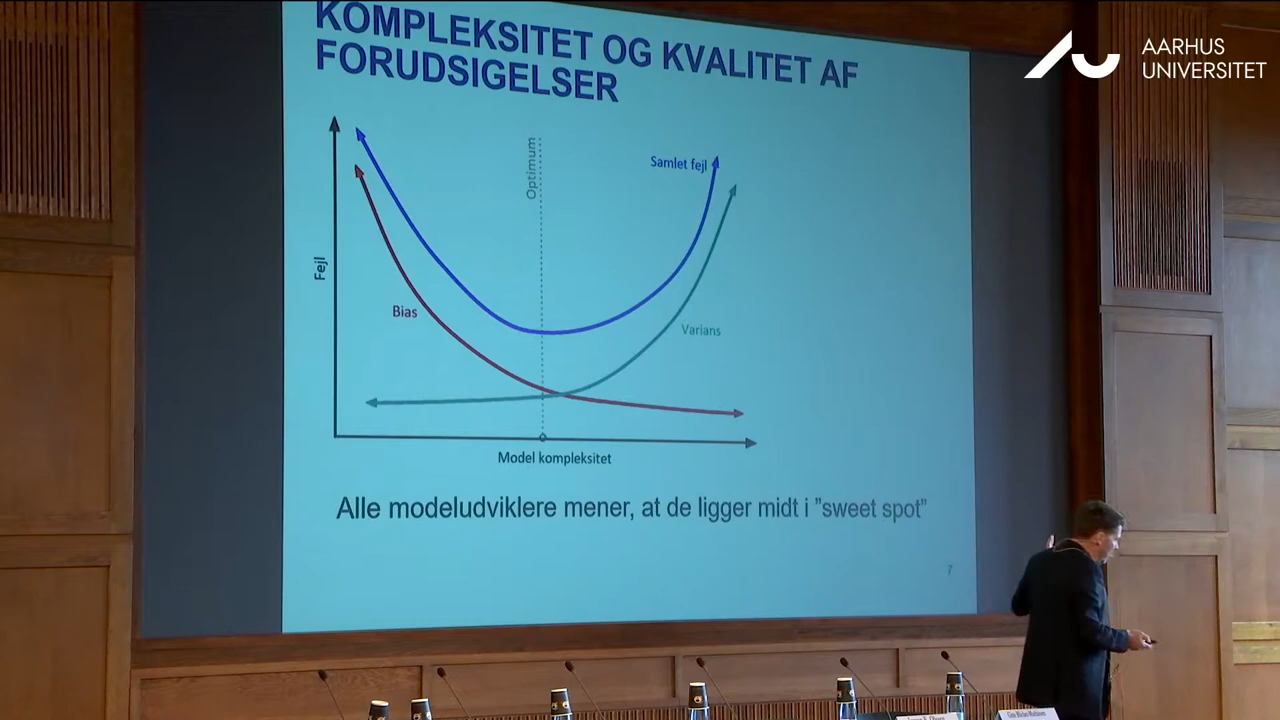 KOMPLEKSITET OG KVALITET AF
FORUDSIGELSER
AARHUS
UNIVERSITET
Optimum
Samlet fejl
Fejl
Bias
Varians
Model kompleksitet
Alle modeludviklere mener, at de ligger midt i ”sweet spot”
7